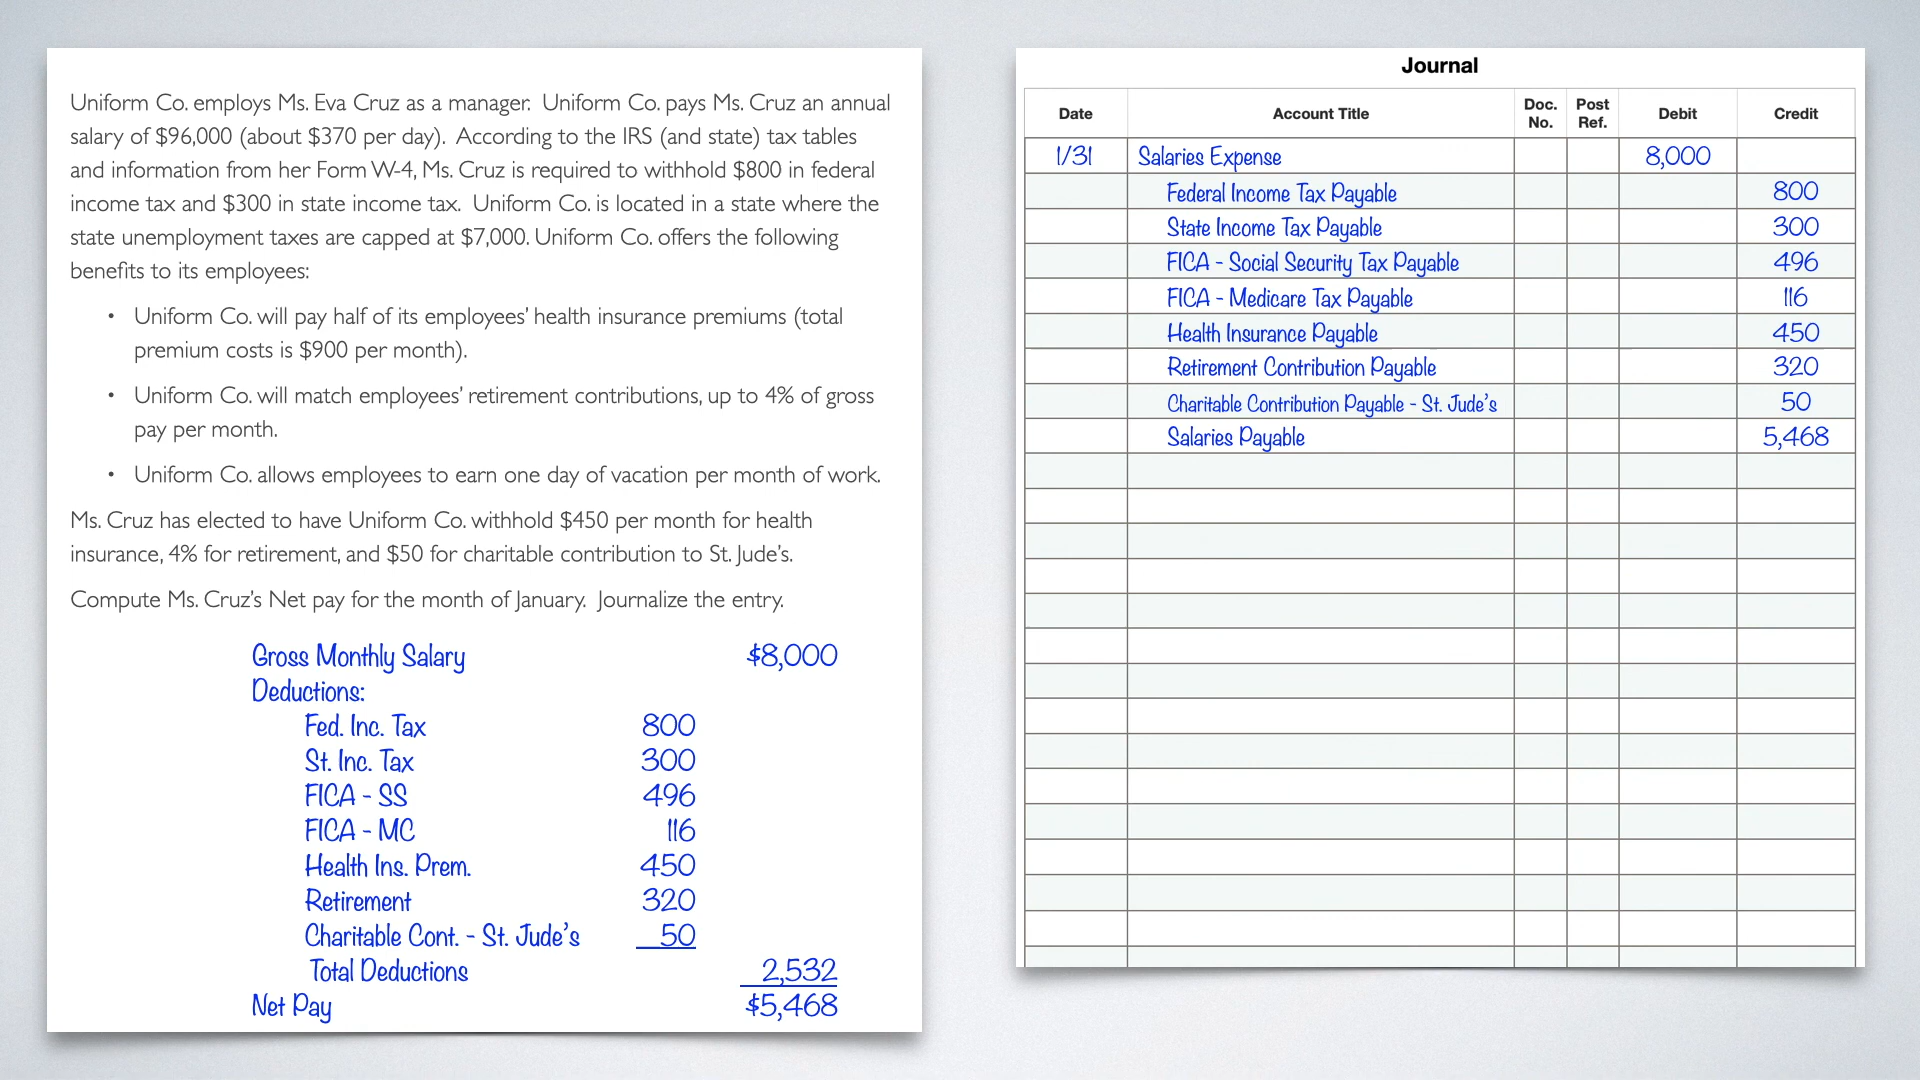 Uniform Co. employs Ms. Eva Cruz as a manager.  Uniform Co. pays Ms. Cruz an annual
salary of $96,000 (about $370 per day).  According to the IRS (and state) tax tables
and information from her Form W-4, Ms. Cruz is required to withhold $800 in federal
income tax and $300 in state income tax.  Uniform Co. is located in a state where the
state unemployment taxes are capped at $7,000. Uniform Co. offers the following
benefits to its employees:
• Uniform Co. will pay half of its employees' health insurance premiums (total
premium costs is $900 per month).
• Uniform Co. will match employees' retirement contributions, up to 4% of gross
pay per month.
• Uniform Co. allows employees to earn one day of vacation per month of work.
Ms. Cruz has elected to have Uniform Co. withhold $450 per month for health
insurance, 4% for retirement, and $50 for charitable contribution to St. Jude's.
Compute Ms. Cruz's Net pay for the month of January.  Journalize the entry.
Gross Monthly Salary $8,000
Deductions:
Fed. Inc. Tax 800
St. Inc. Tax 300
FICA - SS 496
FICA - MC 116
Health Ins. Prem. 450
Retirement 320
Charitable Cont. - St. Jude's 50
Total Deductions 2,532
Net Pay $5,468
Journal
Date Account Title Doc. No. Post Ref. Debit Credit
1/31 Salaries Expense 8,000
Federal Income Tax Payable 800
State Income Tax Payable 300
FICA - Social Security Tax Payable 496
FICA - Medicare Tax Payable 116
Health Insurance Payable 450
Retirement Contribution Payable 320
Charitable Contribution Payable - St. Jude's 50
Salaries Payable 5,468